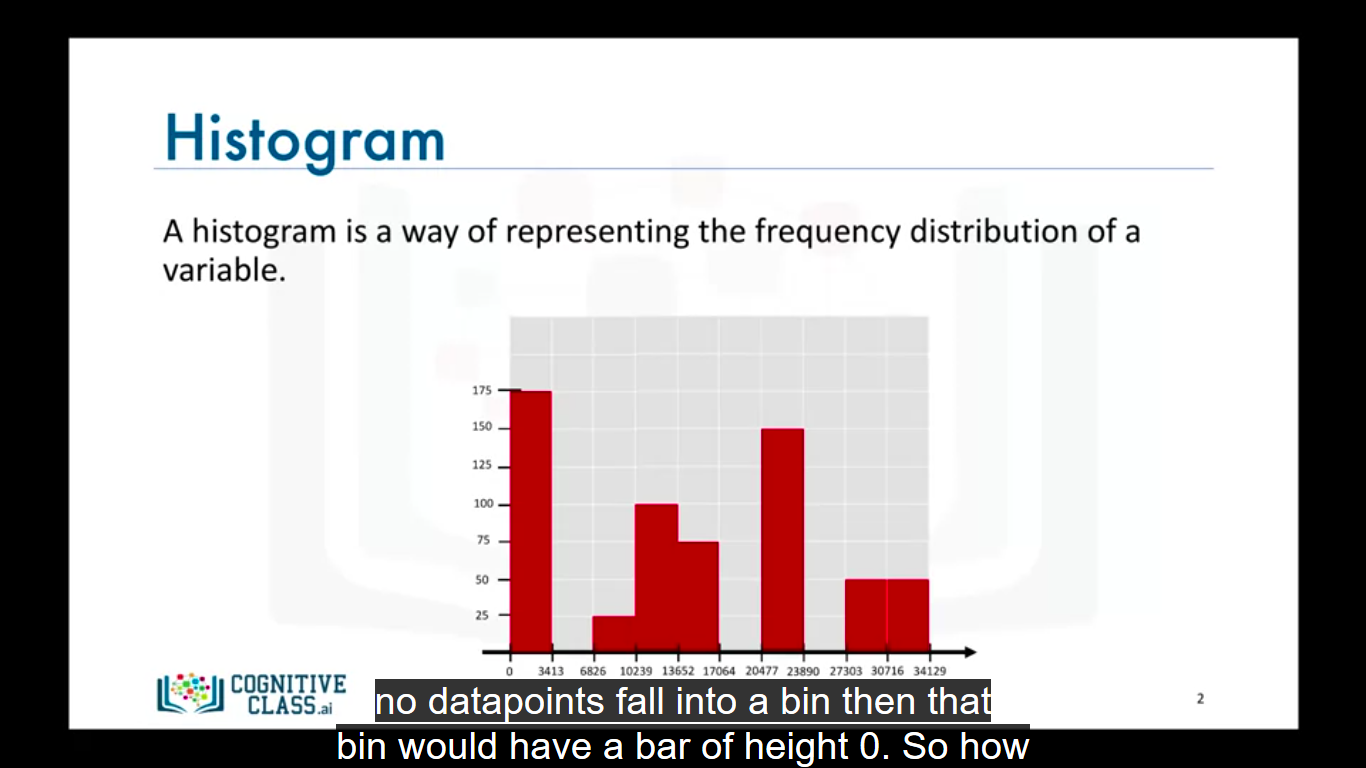 Histogram
A histogram is a way of representing the frequency distribution of a
variable.
175
150
125
100
75
50
25
0 3413 6826 10239 13652 17064 20477 23890 27303 30716 34129
COGNITIVE
CLASS.ai
2
no datapoints fall into a bin then that
bin would have a bar of height 0. So how